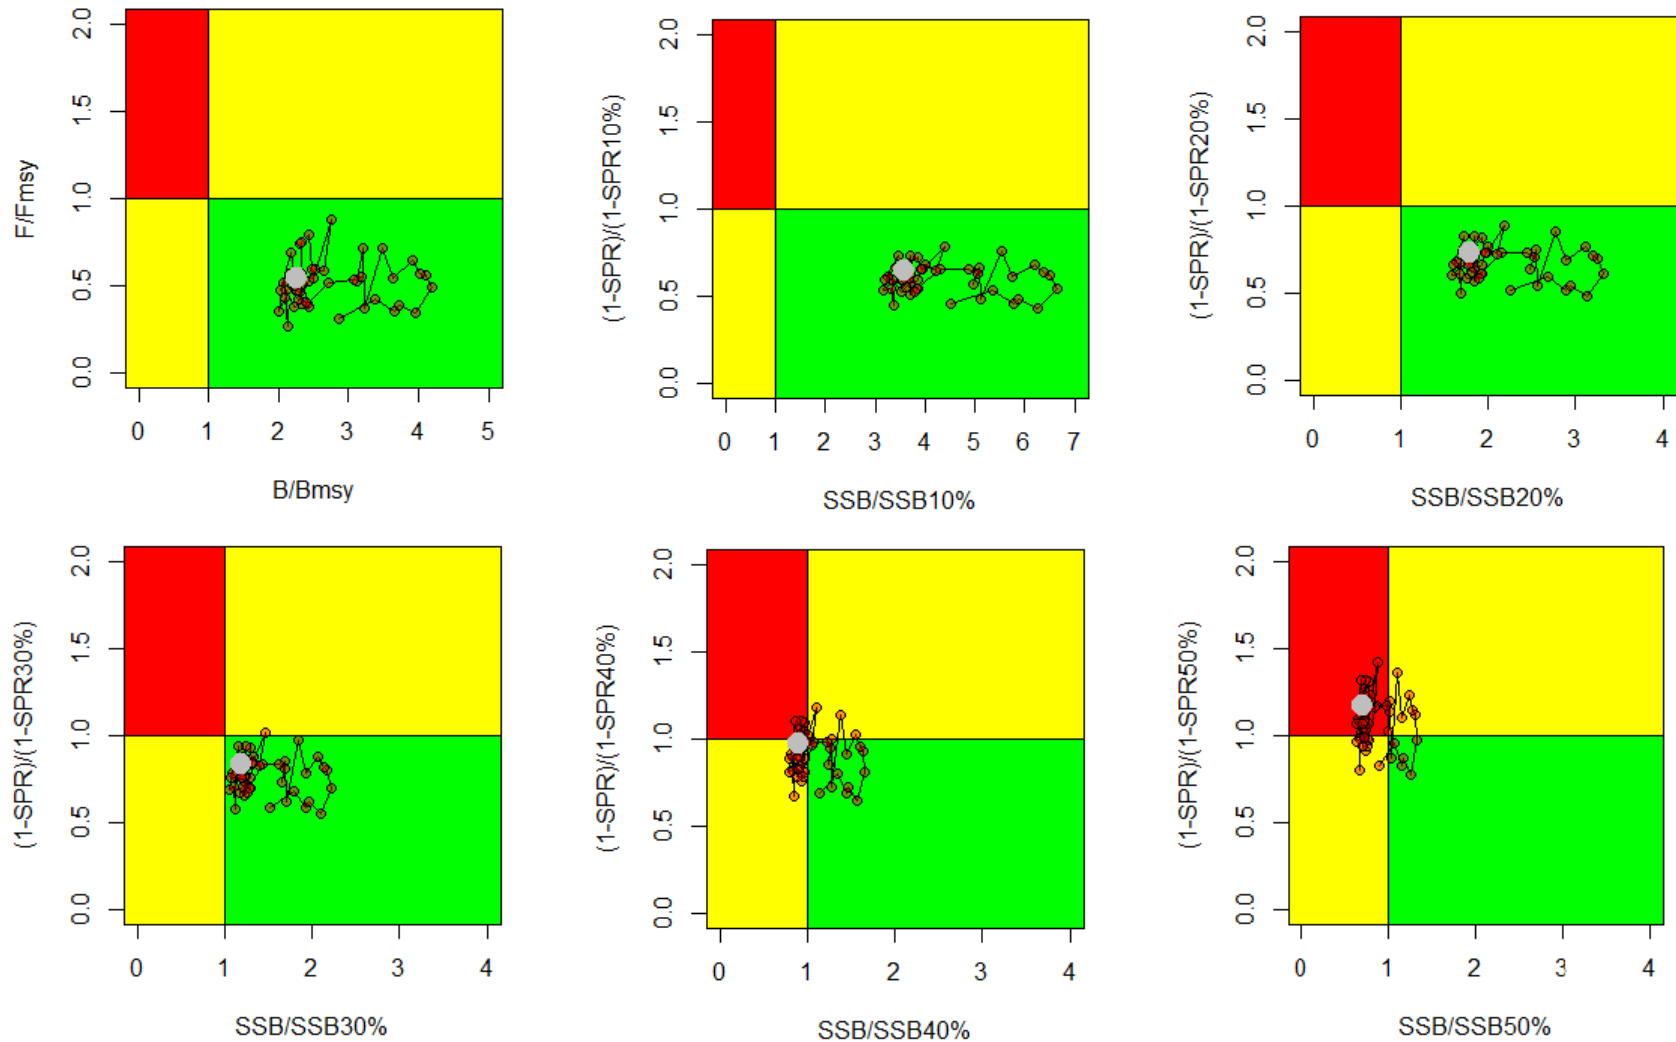 2.0
1.5
1.0
0.5
0.0
F/Fmsy
0 1 2 3 4 5
B/Bmsy
2.0
1.5
1.0
0.5
0.0
(1-SPR)/(1-SPR10%)
0 1 2 3 4 5 6 7
SSB/SSB10%
2.0
1.5
1.0
0.5
0.0
(1-SPR)/(1-SPR20%)
0 1 2 3 4
SSB/SSB20%
2.0
1.5
1.0
0.5
0.0
(1-SPR)/(1-SPR30%)
0 1 2 3 4
SSB/SSB30%
2.0
1.5
1.0
0.5
0.0
(1-SPR)/(1-SPR40%)
0 1 2 3 4
SSB/SSB40%
2.0
1.5
1.0
0.5
0.0
(1-SPR)/(1-SPR50%)
0 1 2 3 4
SSB/SSB50%